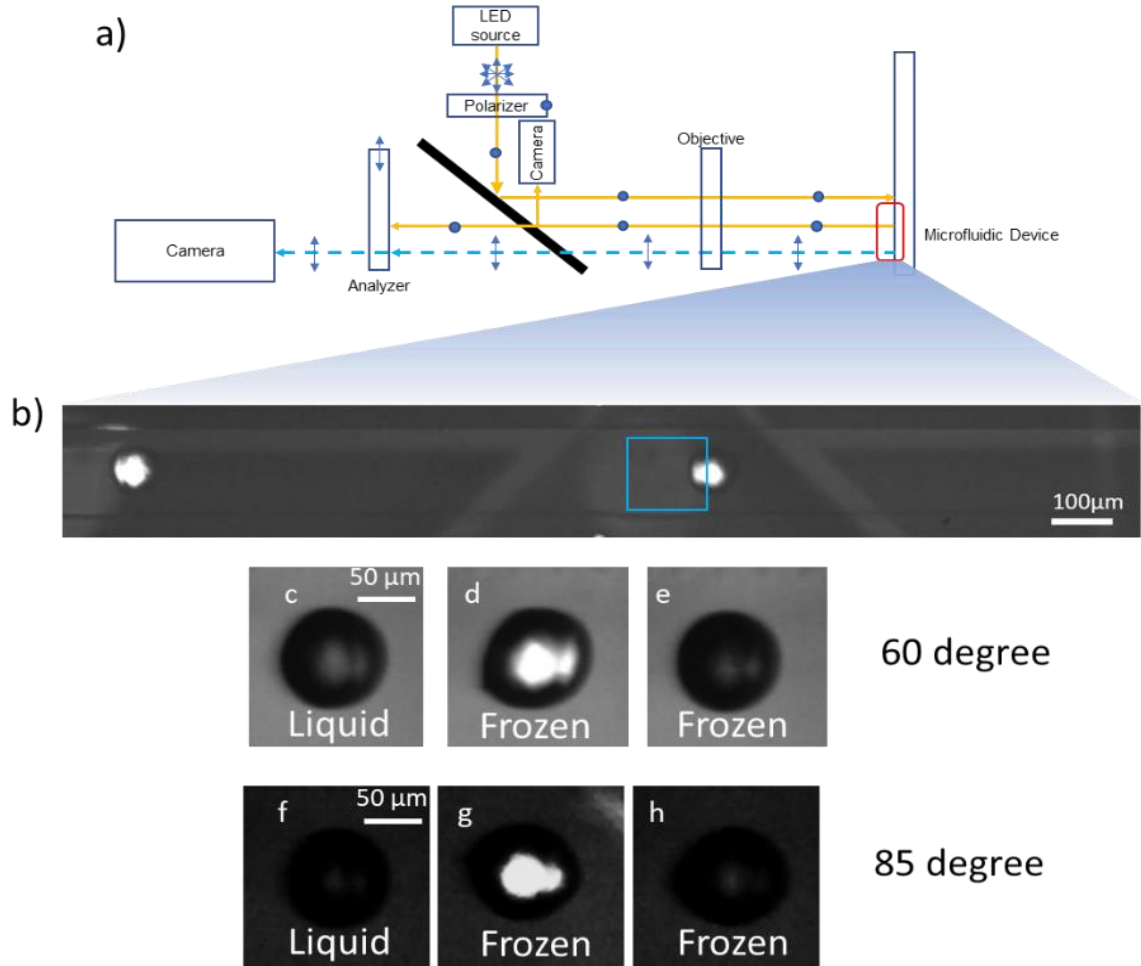 a)
LED
source
Polarizer
Camera
Objective
Camera
Analyzer
Microfluidic Device
b)
100μm
c
50 μm
Liquid
d
Frozen
e
Frozen
60 degree
f
50 μm
Liquid
g
Frozen
h
Frozen
85 degree